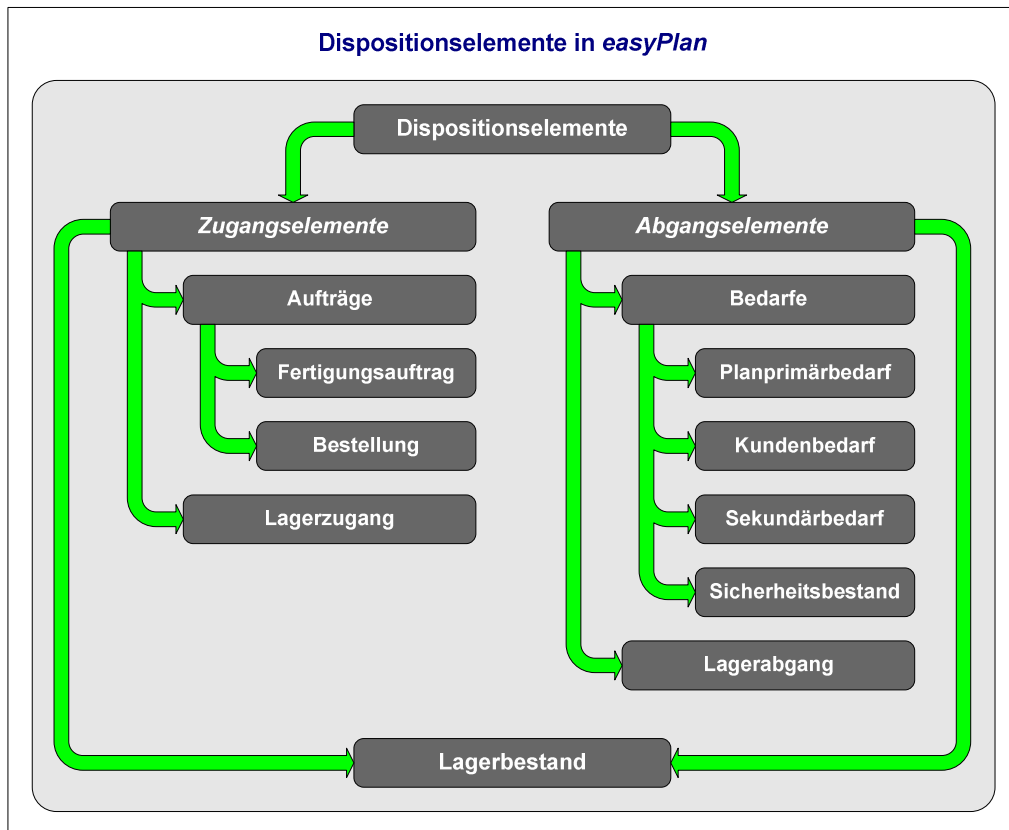 Dispositionselemente in easyPlan
Dispositionselemente
Zugangselemente
Abgangselemente
Aufträge
Bedarfe
Fertigungsauftrag
Planprimärbedarf
Bestellung
Kundenbedarf
Lagerzugang
Sekundärbedarf
Sicherheitsbestand
Lagerabgang
Lagerbestand